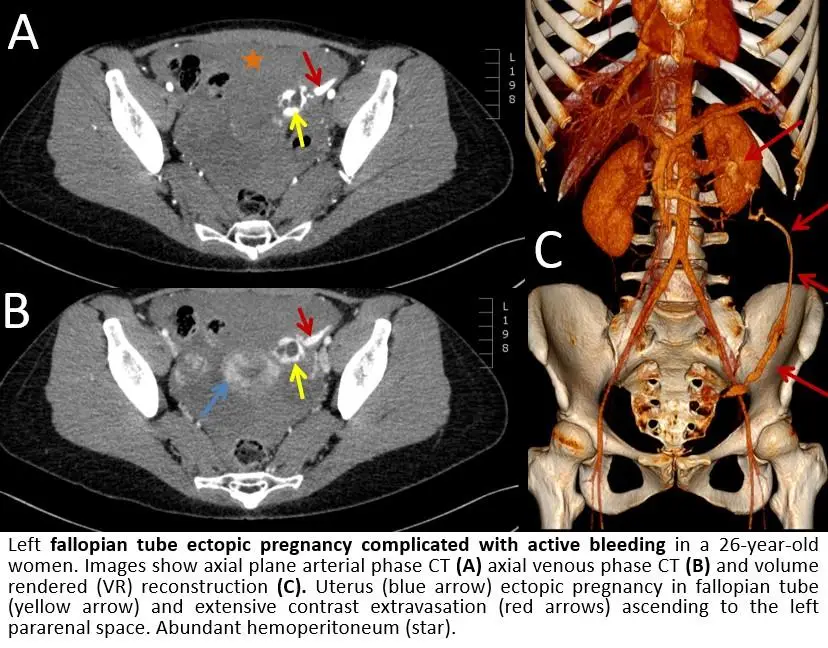 A
L
1
9
8
B
L
1
9
8
C
Left fallopian tube ectopic pregnancy complicated with active bleeding in a 26-year-old
women. Images show axial plane arterial phase CT (A) axial venous phase CT (B) and volume
rendered (VR) reconstruction (C). Uterus (blue arrow) ectopic pregnancy in fallopian tube
(yellow arrow) and extensive contrast extravasation (red arrows) ascending to the left
pararenal space. Abundant hemoperitoneum (star).